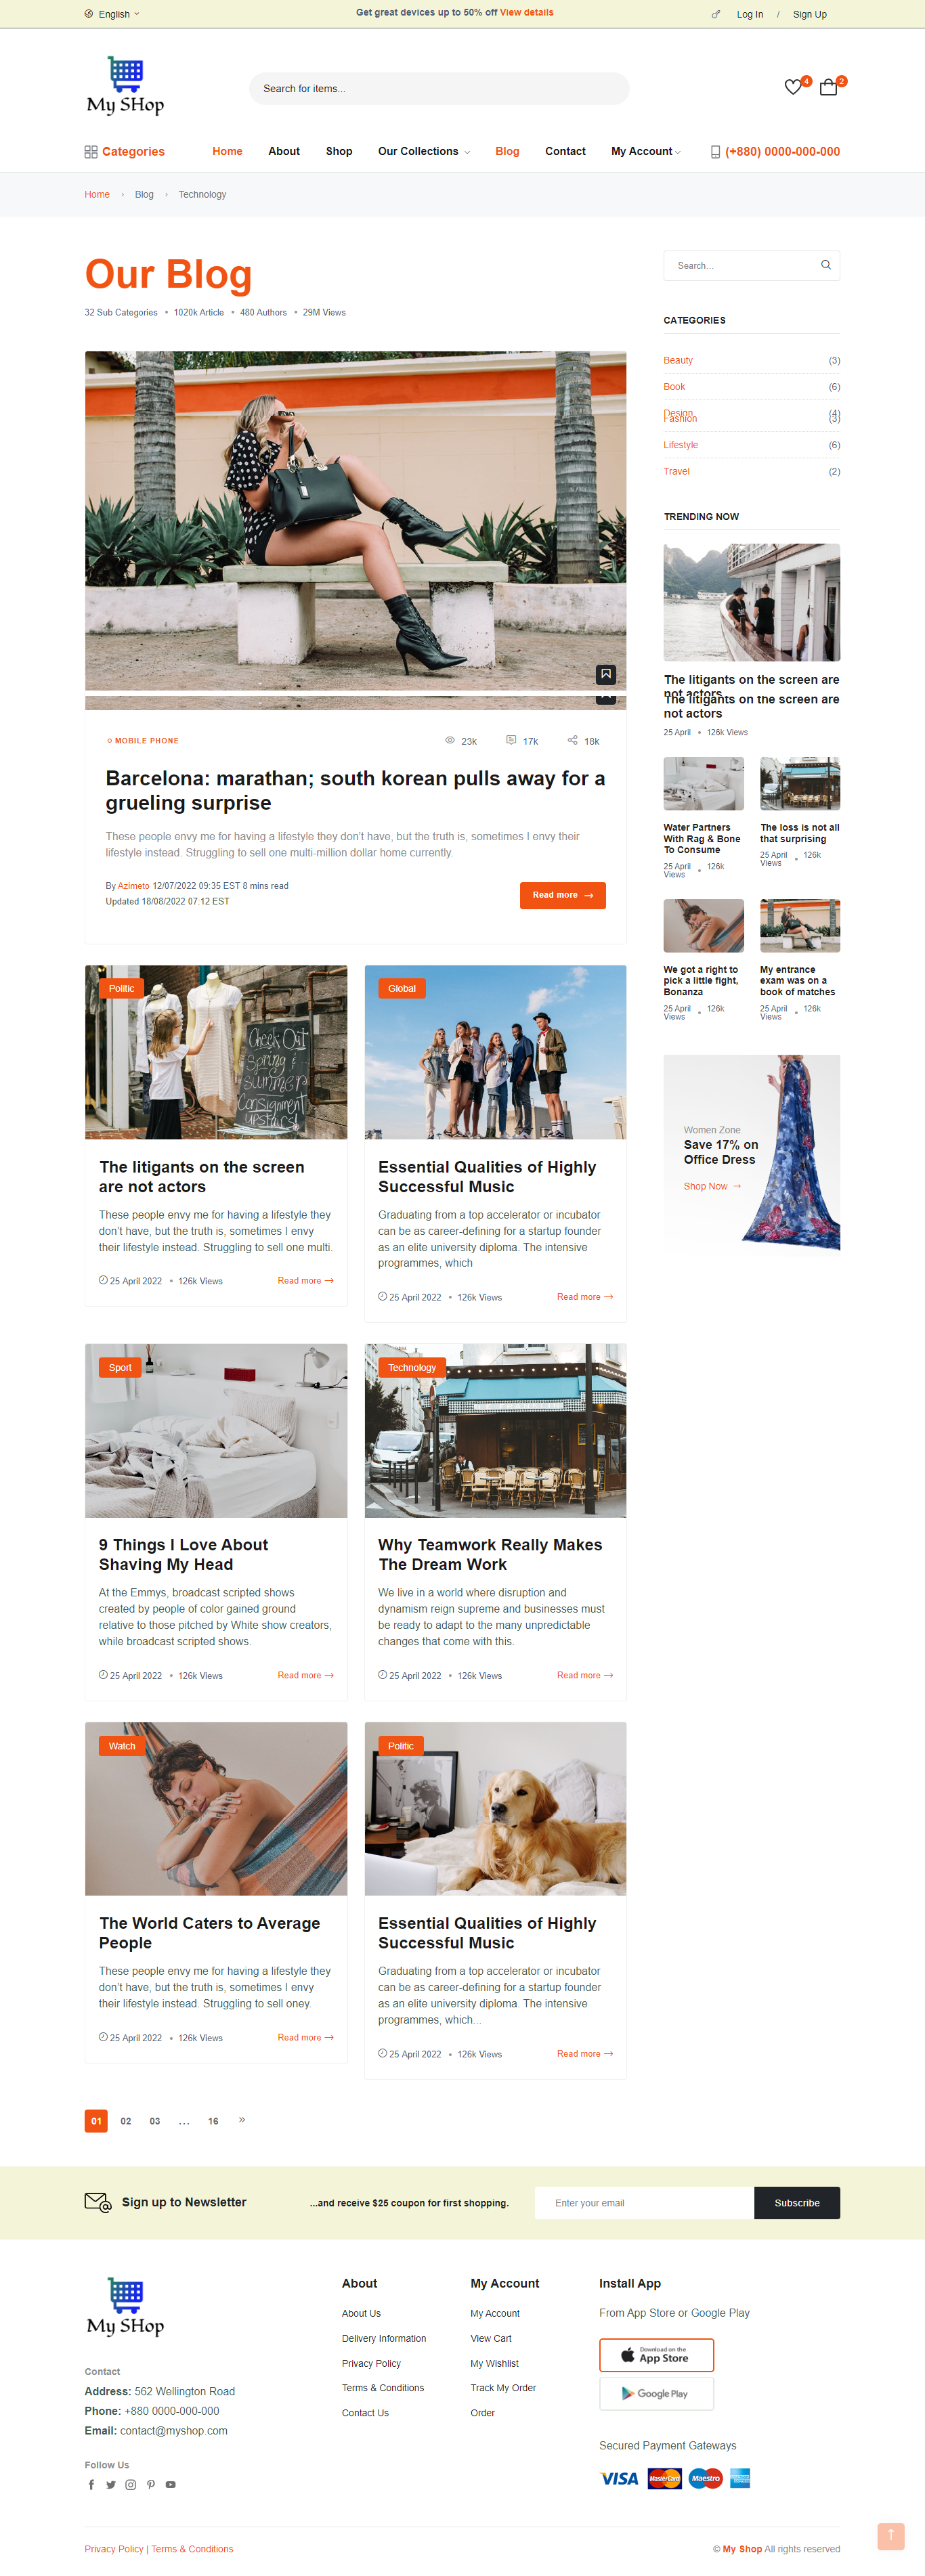 English
Get great devices up to 50% off View details
Log In / Sign Up
My SHop
Search for items...
4
2
Categories
Home
About
Shop
Our Collections
Blog
Contact
My Account
(+880) 0000-000-000
Home
Blog
Technology
Our Blog
32 Sub Categories • 1020k Article • 480 Authors • 29M Views
MOBILE PHONE
23k
17k
18k
Barcelona: marathan; south korean pulls away for a
grueling surprise
These people envy me for having a lifestyle they don't have, but the truth is, sometimes I envy their
lifestyle instead. Struggling to sell one multi-million dollar home currently.
By Azimeto 12/07/2022 09:35 EST 8 mins read
Updated 18/08/2022 07:12 EST
Read more
Politic
Check Out
Spring &
Summer
Consignment
upstairs!
The litigants on the screen
are not actors
These people envy me for having a lifestyle they
don't have, but the truth is, sometimes I envy
their lifestyle instead. Struggling to sell one multi.
25 April 2022 • 126k Views
Read more
Global
Essential Qualities of Highly
Successful Music
Graduating from a top accelerator or incubator
can be as career-defining for a startup founder
as an elite university diploma. The intensive
programmes, which
25 April 2022 • 126k Views
Read more
Sport
9 Things I Love About
Shaving My Head
At the Emmys, broadcast scripted shows
created by people of color gained ground
relative to those pitched by White show creators,
while broadcast scripted shows.
25 April 2022 • 126k Views
Read more
Technology
Why Teamwork Really Makes
The Dream Work
We live in a world where disruption and
dynamism reign supreme and businesses must
be ready to adapt to the many unpredictable
changes that come with this.
25 April 2022 • 126k Views
Read more
Watch
The World Caters to Average
People
These people envy me for having a lifestyle they
don't have, but the truth is, sometimes I envy
their lifestyle instead. Struggling to sell oney.
25 April 2022 • 126k Views
Read more
Politic
Essential Qualities of Highly
Successful Music
Graduating from a top accelerator or incubator
can be as career-defining for a startup founder
as an elite university diploma. The intensive
programmes, which...
25 April 2022 • 126k Views
Read more
01 02 03 ... 16 »
Search...
CATEGORIES
Beauty (3)
Book (6)
Design (4)
Fashion (3)
Lifestyle (6)
Travel (2)
TRENDING NOW
The litigants on the screen are
not actors
The litigants on the screen are
not actors
25 April • 126k Views
Water Partners
With Rag & Bone
To Consume
25 April • 126k
Views
The loss is not all
that surprising
25 April • 126k
Views
We got a right to
pick a little fight,
Bonanza
25 April • 126k
Views
My entrance
exam was on a
book of matches
25 April • 126k
Views
Women Zone
Save 17% on
Office Dress
Shop Now
Sign up to Newsletter
...and receive $25 coupon for first shopping.
Enter your email
Subscribe
My SHop
Contact
Address: 562 Wellington Road
Phone: +880 0000-000-000
Email: contact@myshop.com
Follow Us
About
About Us
Delivery Information
Privacy Policy
Terms & Conditions
Contact Us
My Account
My Account
View Cart
My Wishlist
Track My Order
Order
Install App
From App Store or Google Play
Download on the
App Store
Google Play
Secured Payment Gateways
VISA
MasterCard
Maestro
Privacy Policy | Terms & Conditions
© My Shop All rights reserved